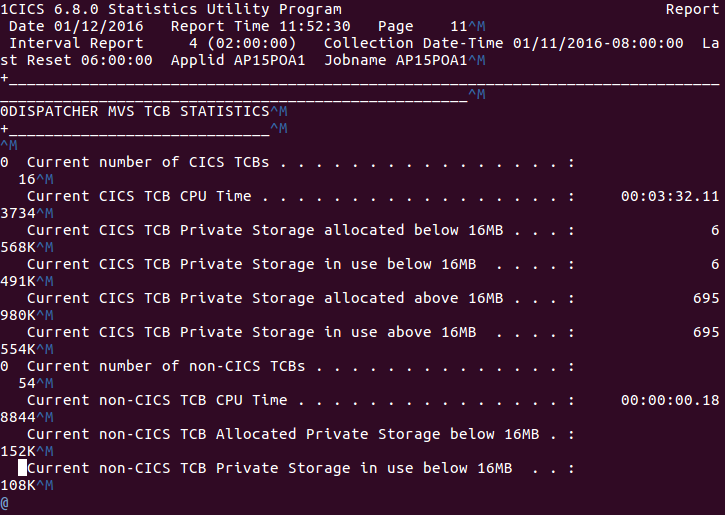 1CICS 6.8.0 Statistics Utility Program                                    Report
 Date 01/12/2016   Report Time 11:52:30   Page    11^M
 Interval Report     4 (02:00:00)   Collection Date-Time 01/11/2016-08:00:00  La
st Reset 06:00:00  Applid AP15POA1  Jobname AP15POA1^M
+_______________________________________________________________________________
____________________________________________________^M
0DISPATCHER MVS TCB STATISTICS^M
+_____________________________^M
^M
0  Current number of CICS TCBs . . . . . . . . . . . . . . . . :
  16^M
   Current CICS TCB CPU Time . . . . . . . . . . . . . . . . . :     00:03:32.11
3734^M
   Current CICS TCB Private Storage allocated below 16MB . . . :               6
568K^M
   Current CICS TCB Private Storage in use below 16MB  . . . . :               6
491K^M
   Current CICS TCB Private Storage allocated above 16MB . . . :             695
980K^M
   Current CICS TCB Private Storage in use above 16MB  . . . . :             695
554K^M
0  Current number of non-CICS TCBs . . . . . . . . . . . . . . :
  54^M
   Current non-CICS TCB CPU Time . . . . . . . . . . . . . . . :     00:00:00.18
8844^M
   Current non-CICS TCB Allocated Private Storage below 16MB . :
152K^M
   Current non-CICS TCB Private Storage in use below 16MB  . . :
108K^M
@